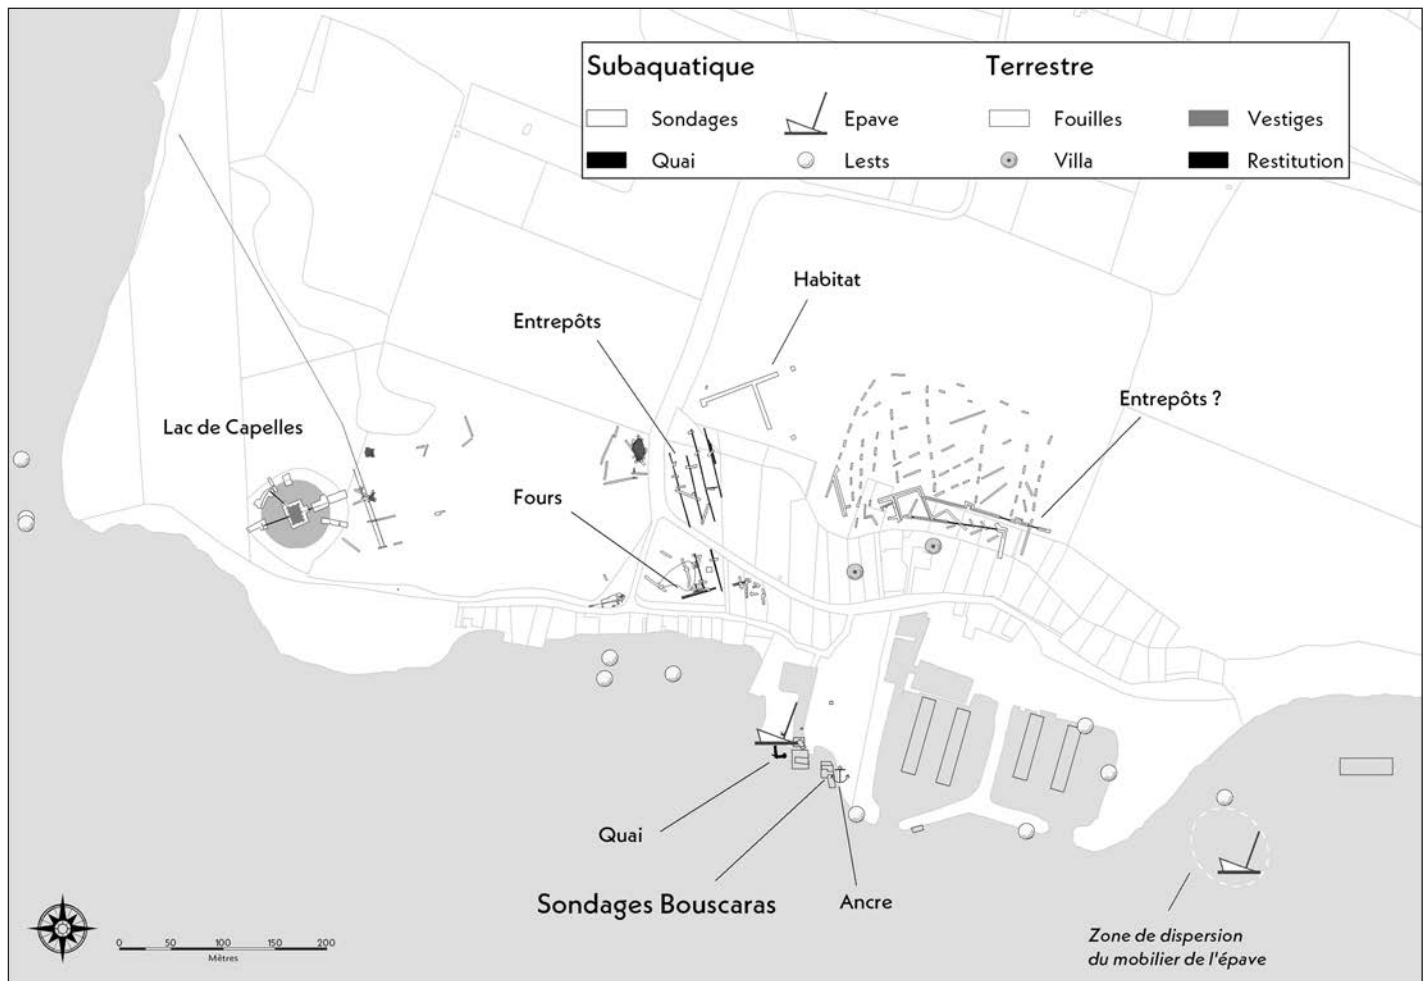 Subaquatique
Terrestre
Sondages
Epave
Fouilles
Vestiges
Quai
Lests
Villa
Restitution
Habitat
Entrepôts
Entrepôts ?
Lac de Capelles
Fours
Quai
Sondages Bouscaras
Ancre
Zone de dispersion
du mobilier de l'épave
0 50 100 150 200
Mètres